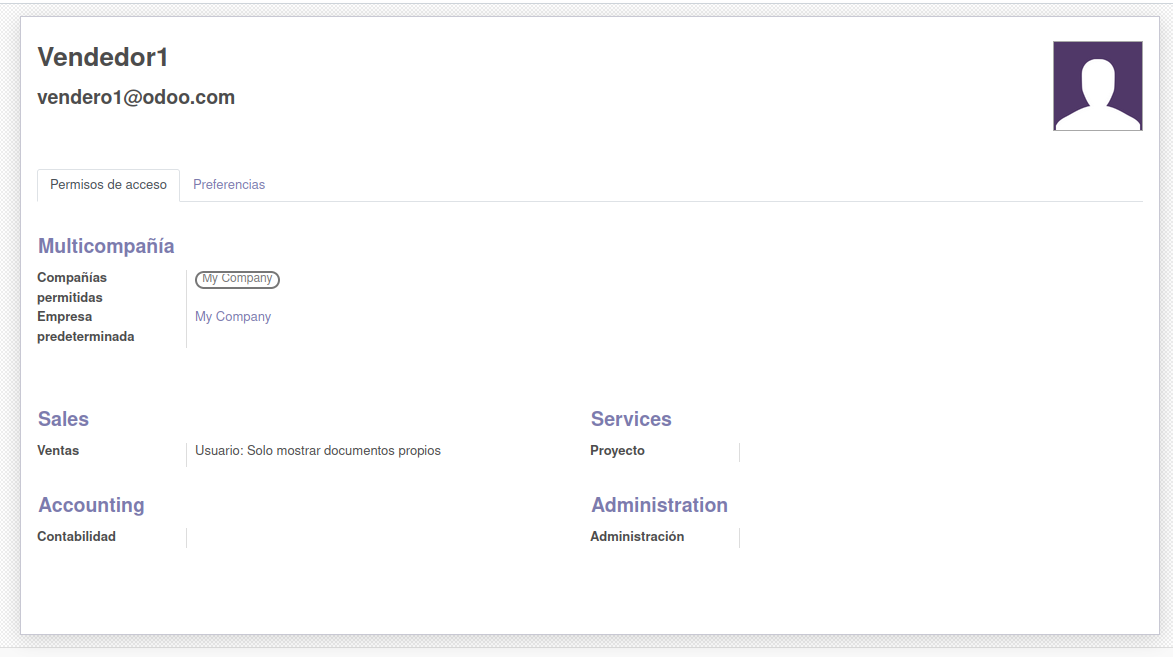 Vendedor1
vendero1@odoo.com
Permisos de acceso Preferencias
Multicompañía
Compañías permitidas
My Company
Empresa predeterminada
My Company
Sales
Ventas Usuario: Solo mostrar documentos propios
Services
Proyecto
Accounting
Contabilidad
Administration
Administración